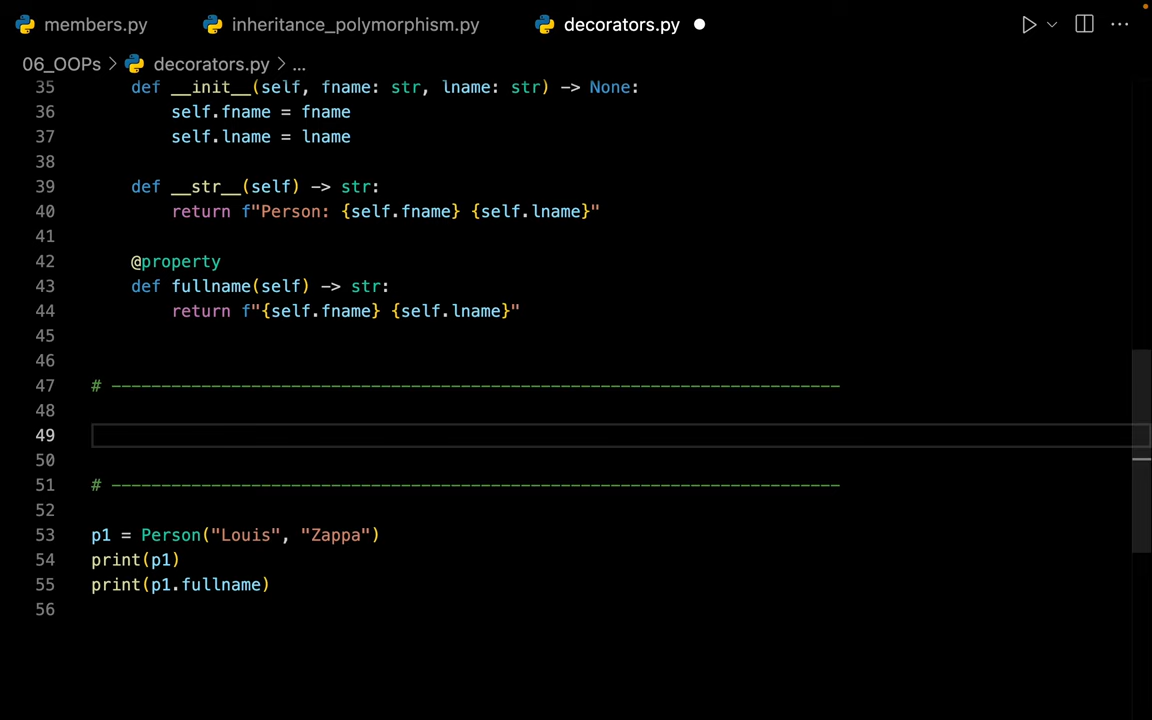 members.py inheritance_polymorphism.py decorators.py
06_OOPs > decorators.py > ...
35 def __init__(self, fname: str, lname: str) -> None:
36 self.fname = fname
37 self.lname = lname
38
39 def __str__(self) -> str:
40 return f"Person: {self.fname} {self.lname}"
41
42 @property
43 def fullname(self) -> str:
44 return f"{self.fname} {self.lname}"
45
46
47 # -------------------------------------------------------------------------
48
49
50
51 # -------------------------------------------------------------------------
52
53 p1 = Person("Louis", "Zappa")
54 print(p1)
55 print(p1.fullname)
56